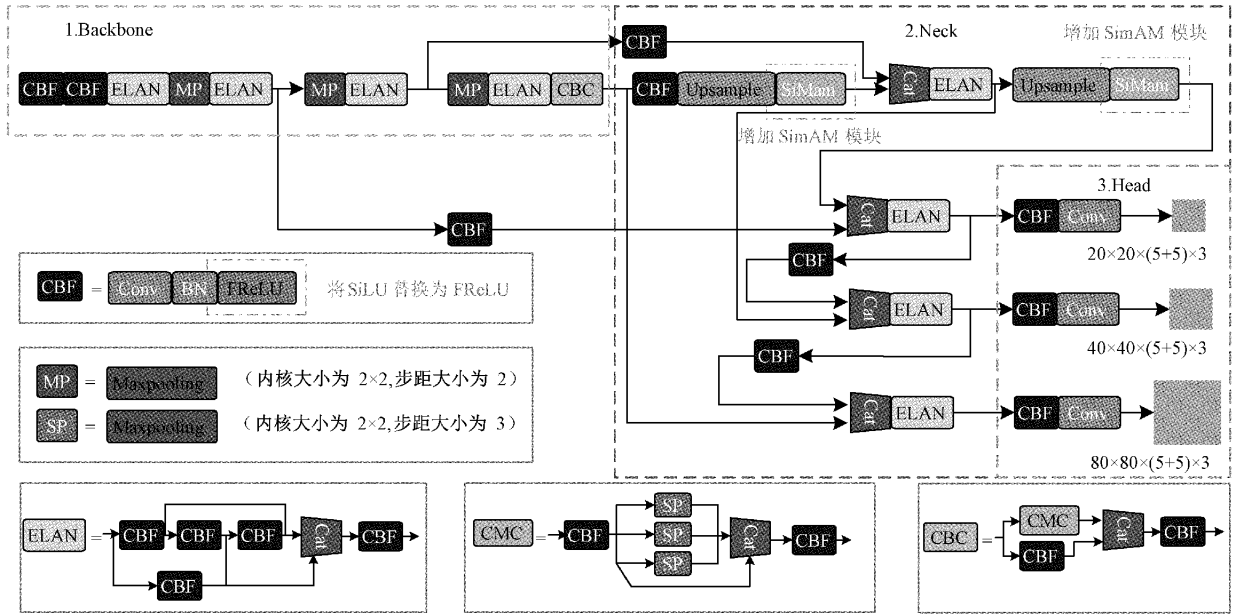 1.Backbone
2.Neck
增加 SimAM 模块
CBF
CBF CBF ELAN MP ELAN
MP ELAN
MP ELAN CBC
CBF Upsample SiMam
Cat ELAN
Upsample SiMam
增加 SimAM 模块
3.Head
Cat ELAN
CBF Conv
CBF
20×20×(5+5)×3
CBF
CBF = Conv BN FReLU
将 SiLU 替换为 FReLU
Cat ELAN
CBF Conv
40×40×(5+5)×3
CBF
MP = Maxpooling
（内核大小为 2×2,步距大小为 2）
SP = Maxpooling
（内核大小为 2×2,步距大小为 3）
Cat ELAN
CBF Conv
80×80×(5+5)×3
ELAN = CBF CBF CBF Cat CBF
CBF
CMC = CBF
SP
SP
SP
Cat CBF
CBC =
CMC
CBF
Cat CBF